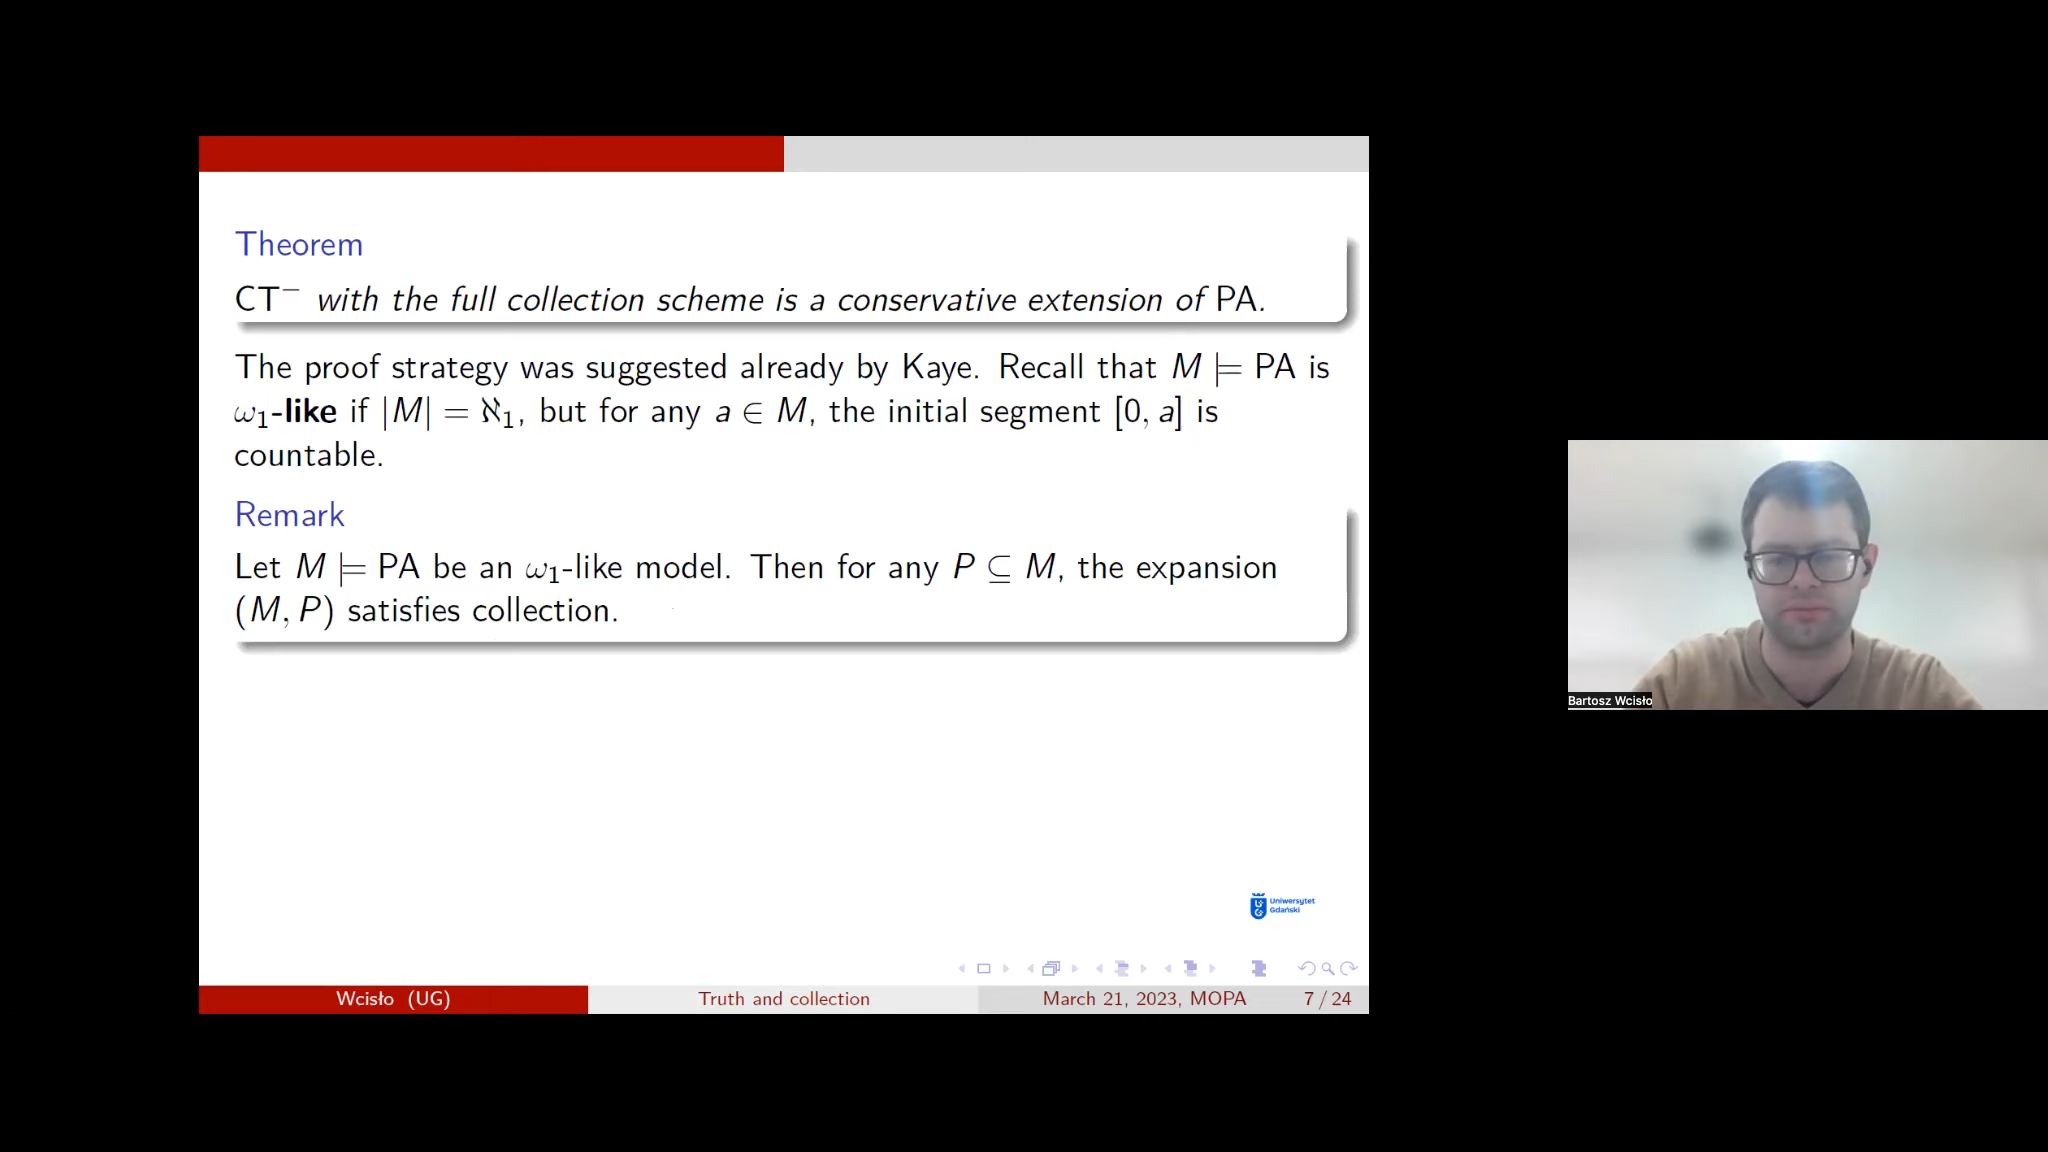 Theorem
CT⁻ with the full collection scheme is a conservative extension of PA.
The proof strategy was suggested already by Kaye. Recall that M ⊨ PA is
ω₁-like if |M| = ℵ₁, but for any a ∈ M, the initial segment [0, a] is
countable.
Remark
Let M ⊨ PA be an ω₁-like model. Then for any P ⊆ M, the expansion
(M, P) satisfies collection.
Bartosz Wcisło
Uniwersytet
Gdański
Wcisło (UG) Truth and collection March 21, 2023, MOPA 7 / 24